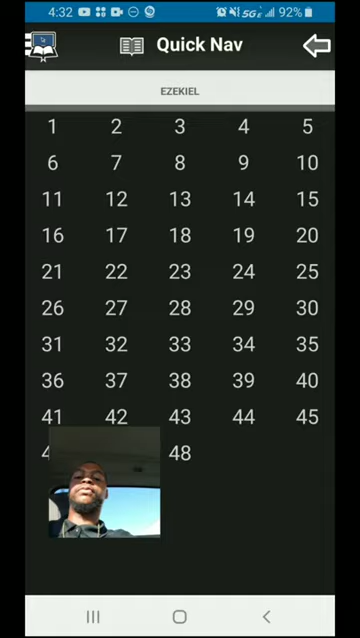 4:32 5GE 92%
Quick Nav
EZEKIEL
1 2 3 4 5
6 7 8 9 10
11 12 13 14 15
16 17 18 19 20
21 22 23 24 25
26 27 28 29 30
31 32 33 34 35
36 37 38 39 40
41 42 43 44 45
4 48